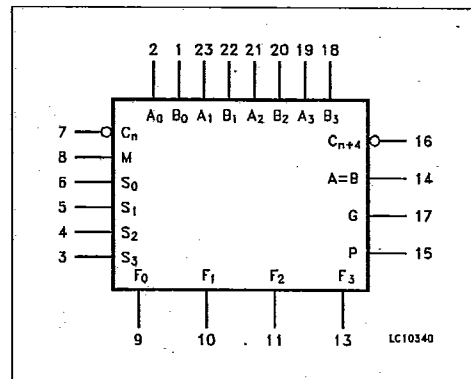 2 1 23 22 21 20 19 18
A0 B0 A1 B1 A2 B2 A3 B3
7 Cn Cn+4 16
8 M
6 S0 A=B 14
5 S1 G 17
4 S2
3 S3 P 15
F0 F1 F2 F3
9 10 11 13
LC10340